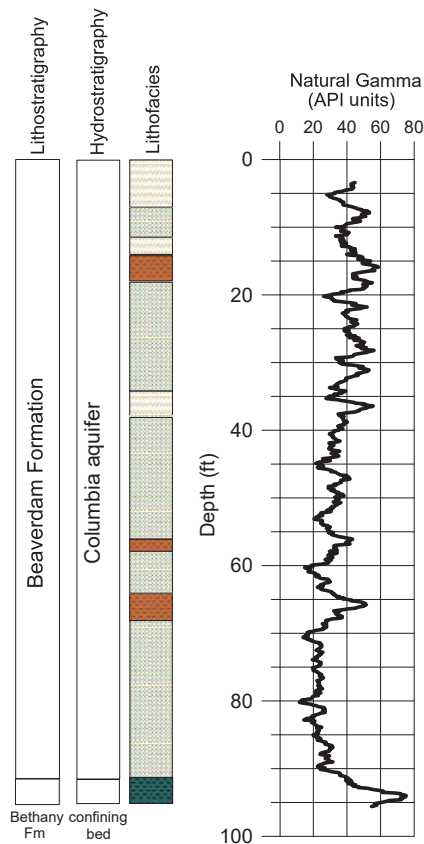 Lithostratigraphy
Hydrostratigraphy
Lithofacies
Beaverdam Formation
Columbia aquifer
Bethany
Fm
confining
bed
Natural Gamma
(API units)
0 20 40 60 80
Depth (ft)
0
20
40
60
80
100